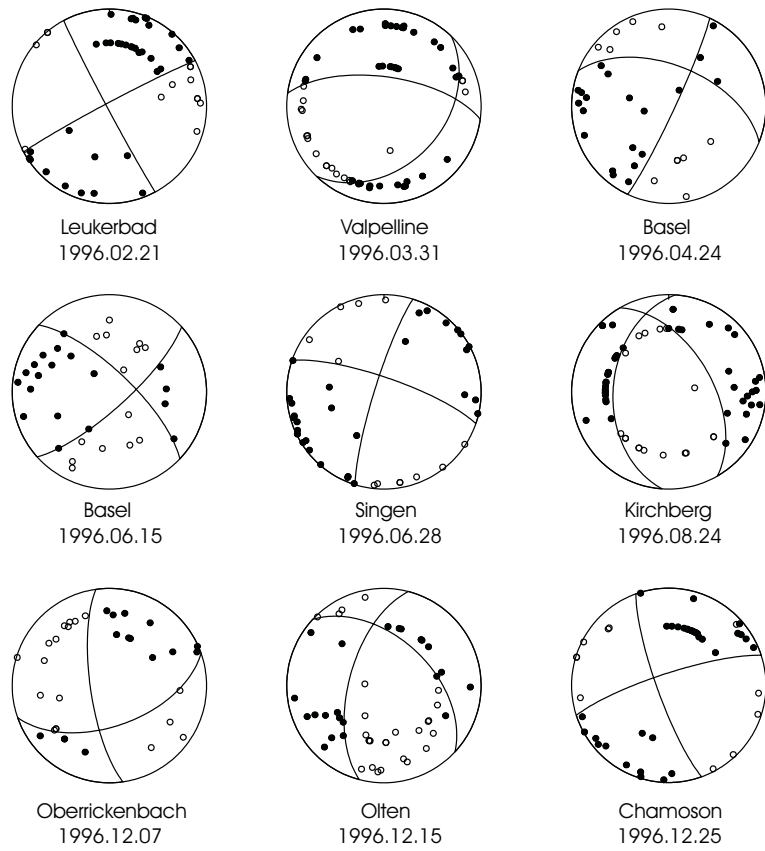 Leukerbad
1996.02.21
Valpelline
1996.03.31
Basel
1996.04.24
Basel
1996.06.15
Singen
1996.06.28
Kirchberg
1996.08.24
Oberrickenbach
1996.12.07
Olten
1996.12.15
Chamoson
1996.12.25